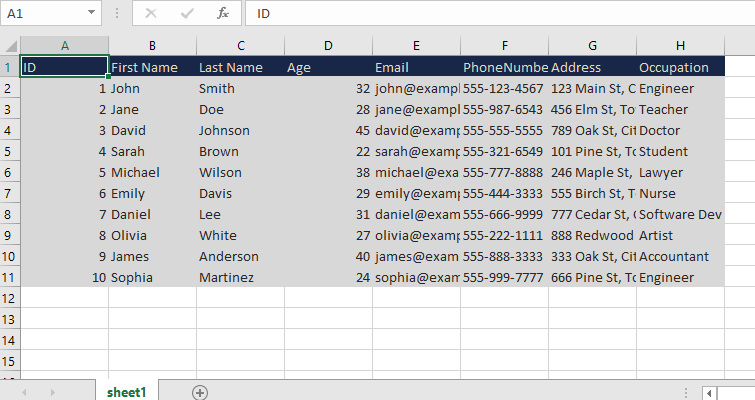 A1 fx ID
A B C D E F G H
1 ID First Name Last Name Age Email PhoneNumbe Address Occupation
2 1 John Smith 32 john@exampl 555-123-4567 123 Main St, C Engineer
3 2 Jane Doe 28 jane@exampl 555-987-6543 456 Elm St, To Teacher
4 3 David Johnson 45 david@examp 555-555-5555 789 Oak St, Cit Doctor
5 4 Sarah Brown 22 sarah@examp 555-321-6549 101 Pine St, To Student
6 5 Michael Wilson 38 michael@exa 555-777-8888 246 Maple St, Lawyer
7 6 Emily Davis 29 emily@examp 555-444-3333 555 Birch St, T Nurse
8 7 Daniel Lee 31 daniel@exam 555-666-9999 777 Cedar St, Software Dev
9 8 Olivia White 27 olivia@exam 555-222-1111 888 Redwood Artist
10 9 James Anderson 40 james@exam 555-888-3333 333 Oak St, Cit Accountant
11 10 Sophia Martinez 24 sophia@exam 555-999-7777 666 Pine St, To Engineer
12
13
14
15
sheet1